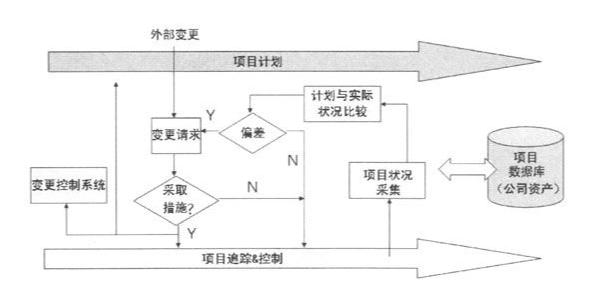 外部变更
项目计划
计划与实际
状况比较
Y
变更请求
偏差
N
项目
数据库
（公司资产）
变更控制系统
采取
措施?
N
项目状况
采集
Y
项目追踪&控制